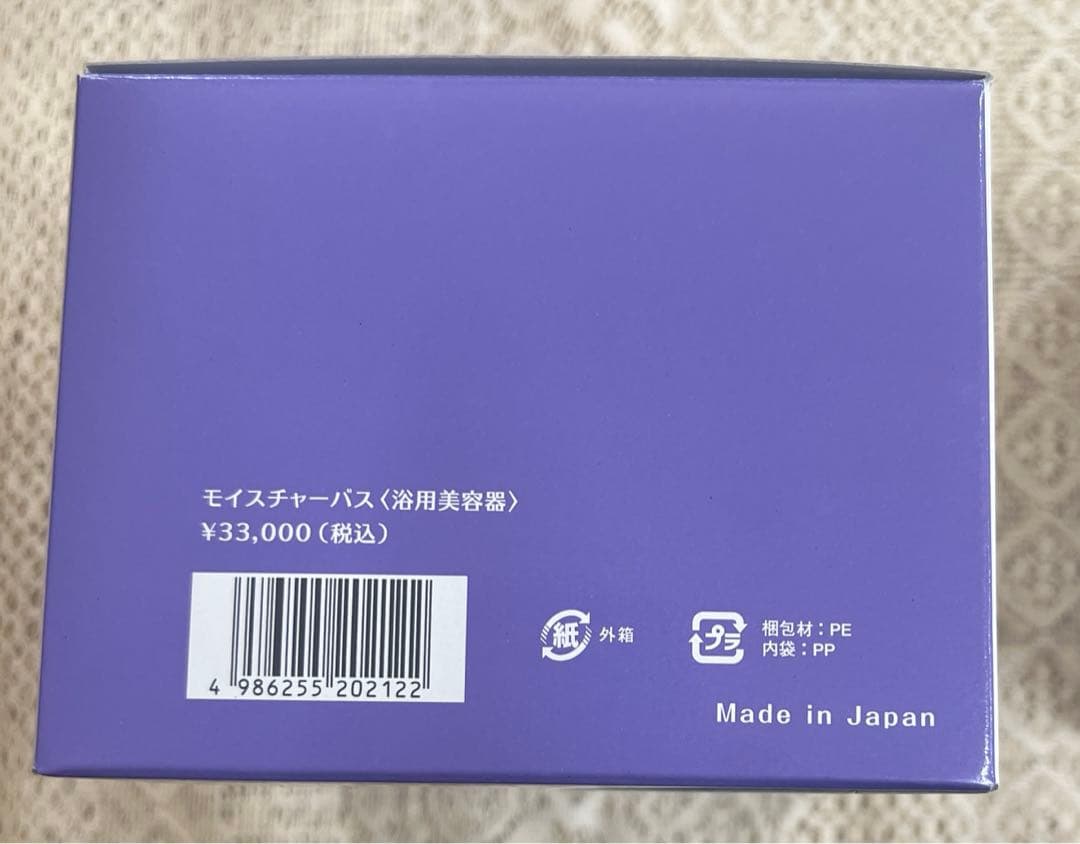 モイスチャーバス〈浴用美容器〉
¥33,000(税込)
4 986255 202122
紙 外箱
プラ 梱包材:PE
内袋:PP
Made in Japan